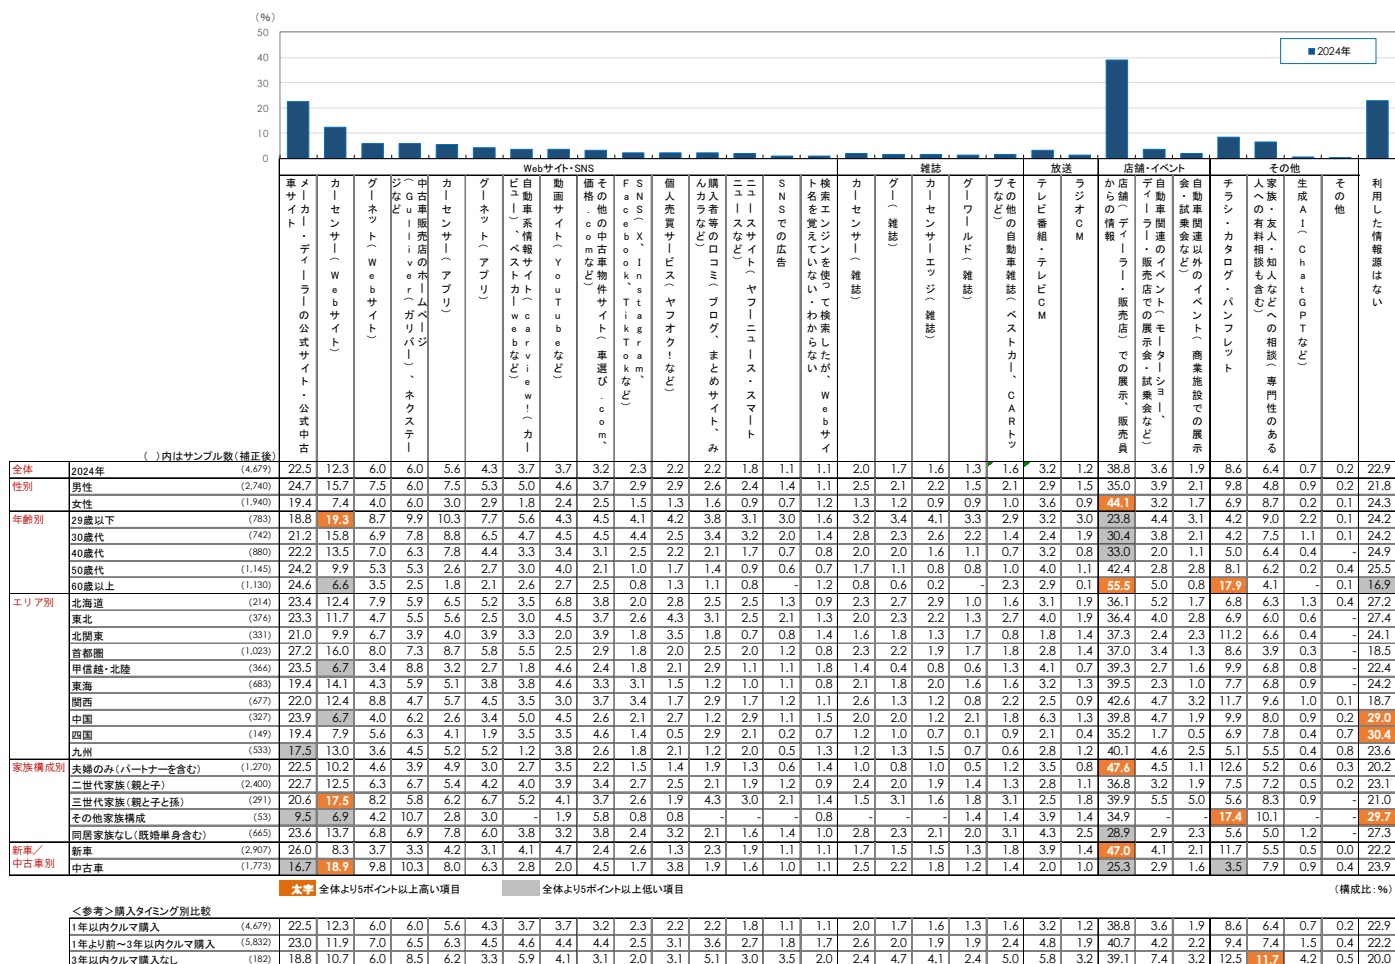 （％）
50
40
30
20
10
0
■2024年
Webサイト・SNS 雑誌 放送 店舗・イベント その他
メーカー・ディーラーの公式サイト・公式中古車サイト
カーセンサー（Webサイト）
グーネット（Webサイト）
中古車販売店のホームページ（Gulliver（ガリバー）、ネクステージなど
カーセンサー（アプリ）
グーネット（アプリ）
自動車系情報サイト（carview!（カービュー）、ベストカーwebなど）
動画サイト（YouTubeなど）
その他の中古車物件サイト（車選び.com、価格.comなど）
SNS（X、Instagram、Facebook、TikTokなど）
個人売買サービス（ヤフオク!など）
購入者等の口コミ（ブログ、まとめサイト、みんカラなど）
ニュースサイト（ヤフーニュース・スマートニュースなど）
SNSでの広告
検索エンジンを使って検索したが、Webサイト名を覚えていない・わからない
カーセンサー（雑誌）
グー（雑誌）
カーセンサーエッジ（雑誌）
グーワールド（雑誌）
その他の自動車雑誌（ベストカー、CARトップなど）
テレビ番組・テレビCM
ラジオCM
店舗（ディーラー・販売店）での展示、販売員からの情報
自動車関連のイベント（モーターショー、ディーラー・販売店での展示会・試乗会など）
自動車関連以外のイベント（商業施設での展示会・試乗会など）
チラシ・カタログ・パンフレット
家族・友人・知人などへの相談（専門性のある人への有料相談も含む）
生成AI（ChatGPTなど）
その他
利用した情報源はない
（　）内はサンプル数（補正後）
全体 2024年 (4,679) 22.5 12.3 6.0 6.0 5.6 4.3 3.7 3.7 3.2 2.3 2.2 2.2 1.8 1.1 1.1 2.0 1.7 1.6 1.3 1.6 3.2 1.2 38.8 3.6 1.9 8.6 6.4 0.7 0.2 22.9
性別 男性 (2,740) 24.7 15.7 7.5 6.0 7.5 5.3 5.0 4.6 3.7 2.9 2.9 2.6 2.4 1.4 1.1 2.5 2.1 2.2 1.5 2.1 2.9 1.5 35.0 3.9 2.1 9.8 4.8 0.9 0.2 21.8
女性 (1,940) 19.4 7.4 4.0 6.0 3.0 2.9 1.8 2.4 2.5 1.5 1.3 1.6 0.9 0.7 1.2 1.3 1.2 0.9 0.9 1.0 3.6 0.9 44.1 3.2 1.7 6.9 8.7 0.2 0.1 24.3
年齢別 29歳以下 (783) 18.8 19.3 8.7 9.9 10.3 7.7 5.6 4.3 4.5 4.1 4.2 3.8 3.1 3.0 1.6 3.2 3.4 4.1 3.3 2.9 3.2 3.0 23.8 4.4 3.1 4.2 9.0 2.2 0.1 24.2
30歳代 (742) 21.2 15.8 6.9 7.8 8.8 6.5 4.7 4.5 4.5 4.4 2.5 3.4 3.2 2.0 1.4 2.8 2.3 2.6 2.2 1.4 2.4 1.9 30.4 3.8 2.1 4.2 7.5 1.1 0.1 24.2
40歳代 (880) 22.2 13.5 7.0 6.3 7.8 4.4 3.3 3.4 3.1 2.5 2.2 2.1 1.7 0.7 0.8 2.0 2.0 1.6 1.1 0.7 3.2 0.8 33.0 2.0 1.1 5.0 6.4 0.4 - 24.9
50歳代 (1,145) 24.2 9.9 5.3 5.3 2.6 2.7 3.0 4.0 2.1 1.0 1.7 1.4 0.9 0.6 0.7 1.7 1.1 0.8 0.8 1.0 4.0 1.1 42.4 2.8 2.8 8.1 6.2 0.2 0.4 25.5
60歳以上 (1,130) 24.6 6.6 3.5 2.5 1.8 2.1 2.6 2.7 2.5 0.8 1.3 1.1 0.8 - 1.2 0.8 0.6 0.2 - 2.3 2.9 0.1 55.5 5.0 0.8 17.9 4.1 - 0.1 16.9
エリア別 北海道 (214) 23.4 12.4 7.9 5.9 6.5 5.2 3.5 6.8 3.8 2.0 2.8 2.5 2.5 1.3 0.9 2.3 2.7 2.9 1.0 1.6 3.1 1.9 36.1 5.2 1.7 6.8 6.3 1.3 0.4 27.2
東北 (376) 23.3 11.7 4.7 5.5 5.6 2.5 3.0 4.5 3.7 2.6 4.3 3.1 2.5 2.1 1.3 2.0 2.3 2.2 1.3 2.7 4.0 1.9 36.4 4.0 2.8 6.9 6.0 0.6 - 27.4
北関東 (331) 21.0 9.9 6.7 3.9 4.0 3.9 3.3 2.0 3.9 1.8 3.5 1.8 0.7 0.8 1.4 1.6 1.8 1.3 1.7 0.8 1.8 1.4 37.3 2.4 2.3 11.2 6.6 0.4 - 24.1
首都圏 (1,023) 27.2 16.0 8.0 7.3 8.7 5.8 5.5 2.5 2.9 1.8 2.0 2.5 2.0 1.2 0.8 2.3 2.2 1.9 1.7 1.8 2.8 1.4 37.0 3.4 1.3 8.6 3.9 0.3 - 18.5
甲信越・北陸 (366) 23.5 6.7 3.4 8.8 3.2 2.7 1.8 4.6 2.4 1.8 2.1 2.9 1.1 1.1 1.8 1.4 0.4 0.8 0.6 1.3 4.1 0.7 39.3 2.7 1.6 9.9 6.8 0.8 - 22.4
東海 (683) 19.4 14.1 4.3 5.9 5.1 3.8 3.8 4.6 3.3 3.1 1.5 1.2 1.0 1.1 0.8 2.1 1.8 2.0 1.6 1.6 3.2 1.3 39.5 2.3 1.0 7.7 6.8 0.9 - 24.2
関西 (677) 22.0 12.4 8.8 4.7 5.7 4.5 3.5 3.0 3.7 3.4 1.7 2.9 1.7 1.2 1.1 2.6 1.3 1.2 0.8 2.2 2.5 0.9 42.6 4.7 3.2 11.7 9.6 1.0 0.1 18.7
中国 (327) 23.9 6.7 4.0 6.2 2.6 3.4 5.0 4.5 2.6 2.1 2.7 1.2 2.9 1.1 1.5 2.0 2.0 1.2 2.1 1.8 6.3 1.3 39.8 4.7 1.9 9.9 8.0 0.9 0.2 29.0
四国 (149) 19.4 7.9 5.6 6.3 4.1 1.9 3.5 3.5 4.6 1.4 0.5 2.9 2.1 0.2 0.7 1.2 1.0 0.7 0.1 0.9 2.1 0.4 35.2 1.7 0.5 6.9 7.8 0.4 0.7 30.4
九州 (533) 17.5 13.0 3.6 4.5 5.2 5.2 1.2 3.8 2.6 1.8 2.1 1.2 2.0 0.5 1.3 1.2 1.3 1.5 0.7 0.6 2.8 1.2 40.1 4.6 2.5 5.1 5.5 0.4 0.8 23.6
家族構成別 夫婦のみ（パートナーを含む） (1,270) 22.5 10.2 4.6 3.9 4.9 3.0 2.7 3.5 2.2 1.5 1.4 1.9 1.3 0.6 1.4 1.0 0.8 1.0 0.5 1.2 3.5 0.8 47.6 4.5 1.1 12.6 5.2 0.6 0.3 20.2
二世代家族（親と子） (2,400) 22.7 12.5 6.3 6.7 5.4 4.2 4.0 3.9 3.4 2.7 2.5 2.1 1.9 1.2 0.9 2.4 2.0 1.9 1.4 1.3 2.8 1.1 36.8 3.2 1.9 7.5 7.2 0.5 0.2 23.1
三世代家族（親と子と孫） (291) 20.6 17.5 8.2 5.8 6.2 6.7 5.2 4.1 3.7 2.6 1.9 4.3 3.0 2.1 1.4 1.5 3.1 1.6 1.8 3.1 2.5 1.8 39.9 5.5 5.0 5.6 8.3 0.9 - 21.0
その他家族構成 (53) 9.5 6.9 4.2 10.7 2.8 3.0 - 1.9 5.8 0.8 0.8 - - - 0.8 - - - 1.4 1.4 3.9 1.4 34.9 - - 17.4 10.1 - - 29.7
同居家族なし（既婚単身含む） (665) 23.6 13.7 6.8 6.9 7.8 6.0 3.8 3.2 3.8 2.4 3.2 2.1 1.6 1.4 1.0 2.8 2.3 2.1 2.0 3.1 4.3 2.5 28.9 2.9 2.3 5.6 5.0 1.2 - 27.3
新車／中古車別 新車 (2,907) 26.0 8.3 3.7 3.3 4.2 3.1 4.1 4.7 2.4 2.6 1.3 2.3 1.9 1.1 1.1 1.7 1.5 1.5 1.3 1.8 3.9 1.4 47.0 4.1 2.1 11.7 5.5 0.5 0.0 22.2
中古車 (1,773) 16.7 18.9 9.8 10.3 8.0 6.3 2.8 2.0 4.5 1.7 3.8 1.9 1.6 1.0 1.1 2.5 2.2 1.8 1.2 1.4 2.0 1.0 25.3 2.9 1.6 3.5 7.9 0.9 0.4 23.9
太字 全体より5ポイント以上高い項目 全体より5ポイント以上低い項目 （構成比：％）
＜参考＞購入タイミング別比較
1年以内クルマ購入 (4,679) 22.5 12.3 6.0 6.0 5.6 4.3 3.7 3.7 3.2 2.3 2.2 2.2 1.8 1.1 1.1 2.0 1.7 1.6 1.3 1.6 3.2 1.2 38.8 3.6 1.9 8.6 6.4 0.7 0.2 22.9
1年より前～3年以内クルマ購入 (5,832) 23.0 11.9 7.0 6.5 6.3 4.5 4.6 4.4 4.4 2.5 3.1 3.6 2.7 1.8 1.7 2.6 2.0 1.9 1.9 2.4 4.8 1.9 40.7 4.2 2.2 9.4 7.4 1.5 0.4 22.2
3年以内クルマ購入なし (182) 18.8 10.7 6.0 8.5 6.2 3.3 5.9 4.1 3.1 2.0 3.1 5.1 3.0 3.5 2.0 2.4 4.7 4.1 2.4 5.0 5.8 3.2 39.1 7.4 3.2 12.5 11.7 4.2 0.5 20.0